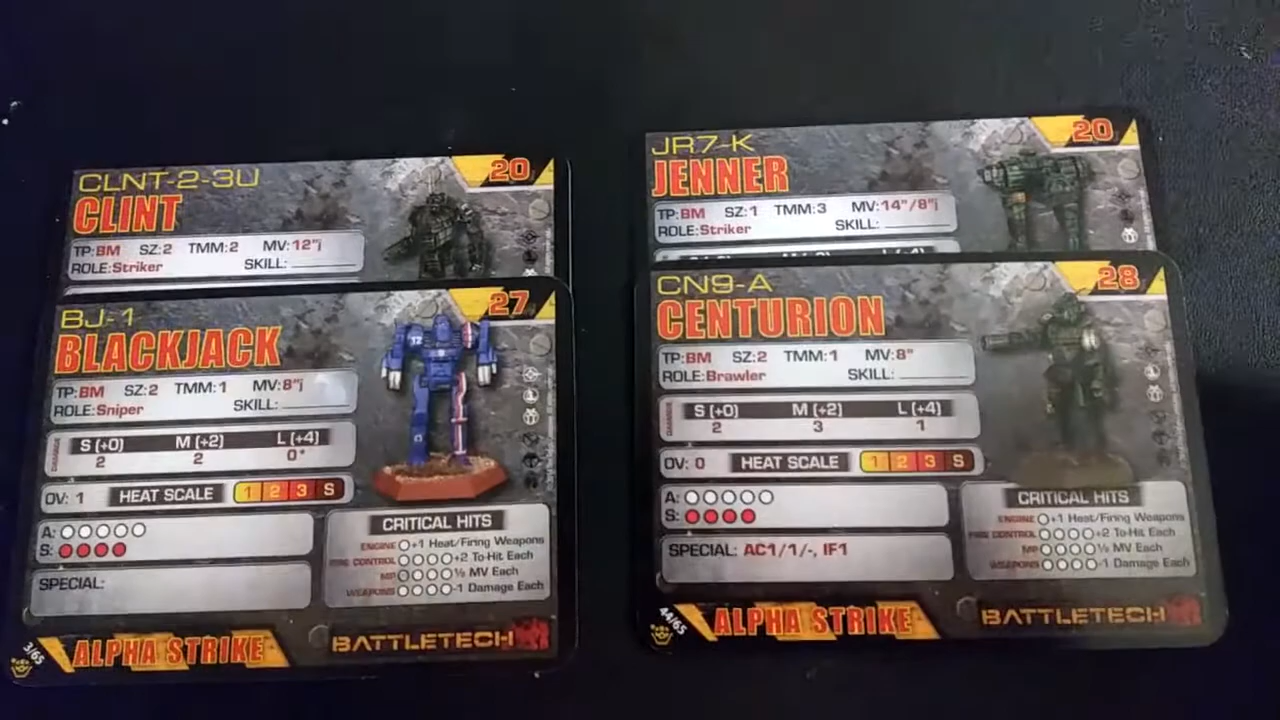 CLNT-2-3U
20
CLINT
TP:BM SZ:2 TMM:2 MV:12"j
ROLE:Striker SKILL:
JR7-K
20
JENNER
TP:BM SZ:1 TMM:3 MV:14"/8"j
ROLE:Striker SKILL:
BJ-1
27
BLACKJACK
TP:BM SZ:2 TMM:1 MV:8"j
ROLE:Sniper SKILL:
DAMAGE
S (+0) M (+2) L (+4)
2 2 0*
OV: 1 HEAT SCALE 1 2 3 S
A:
S:
SPECIAL:
CRITICAL HITS
ENGINE +1 Heat/Firing Weapons
FIRE CONTROL +2 To-Hit Each
MP ½ MV Each
WEAPONS -1 Damage Each
3/65
ALPHA STRIKE
BATTLETECH
CN9-A
28
CENTURION
TP:BM SZ:2 TMM:1 MV:8"
ROLE:Brawler SKILL:
DAMAGE
S (+0) M (+2) L (+4)
2 3 1
OV: 0 HEAT SCALE 1 2 3 S
A:
S:
SPECIAL: AC1/1/-, IF1
CRITICAL HITS
ENGINE +1 Heat/Firing Weapons
FIRE CONTROL +2 To-Hit Each
MP ½ MV Each
WEAPONS -1 Damage Each
44/65
ALPHA STRIKE
BATTLETECH